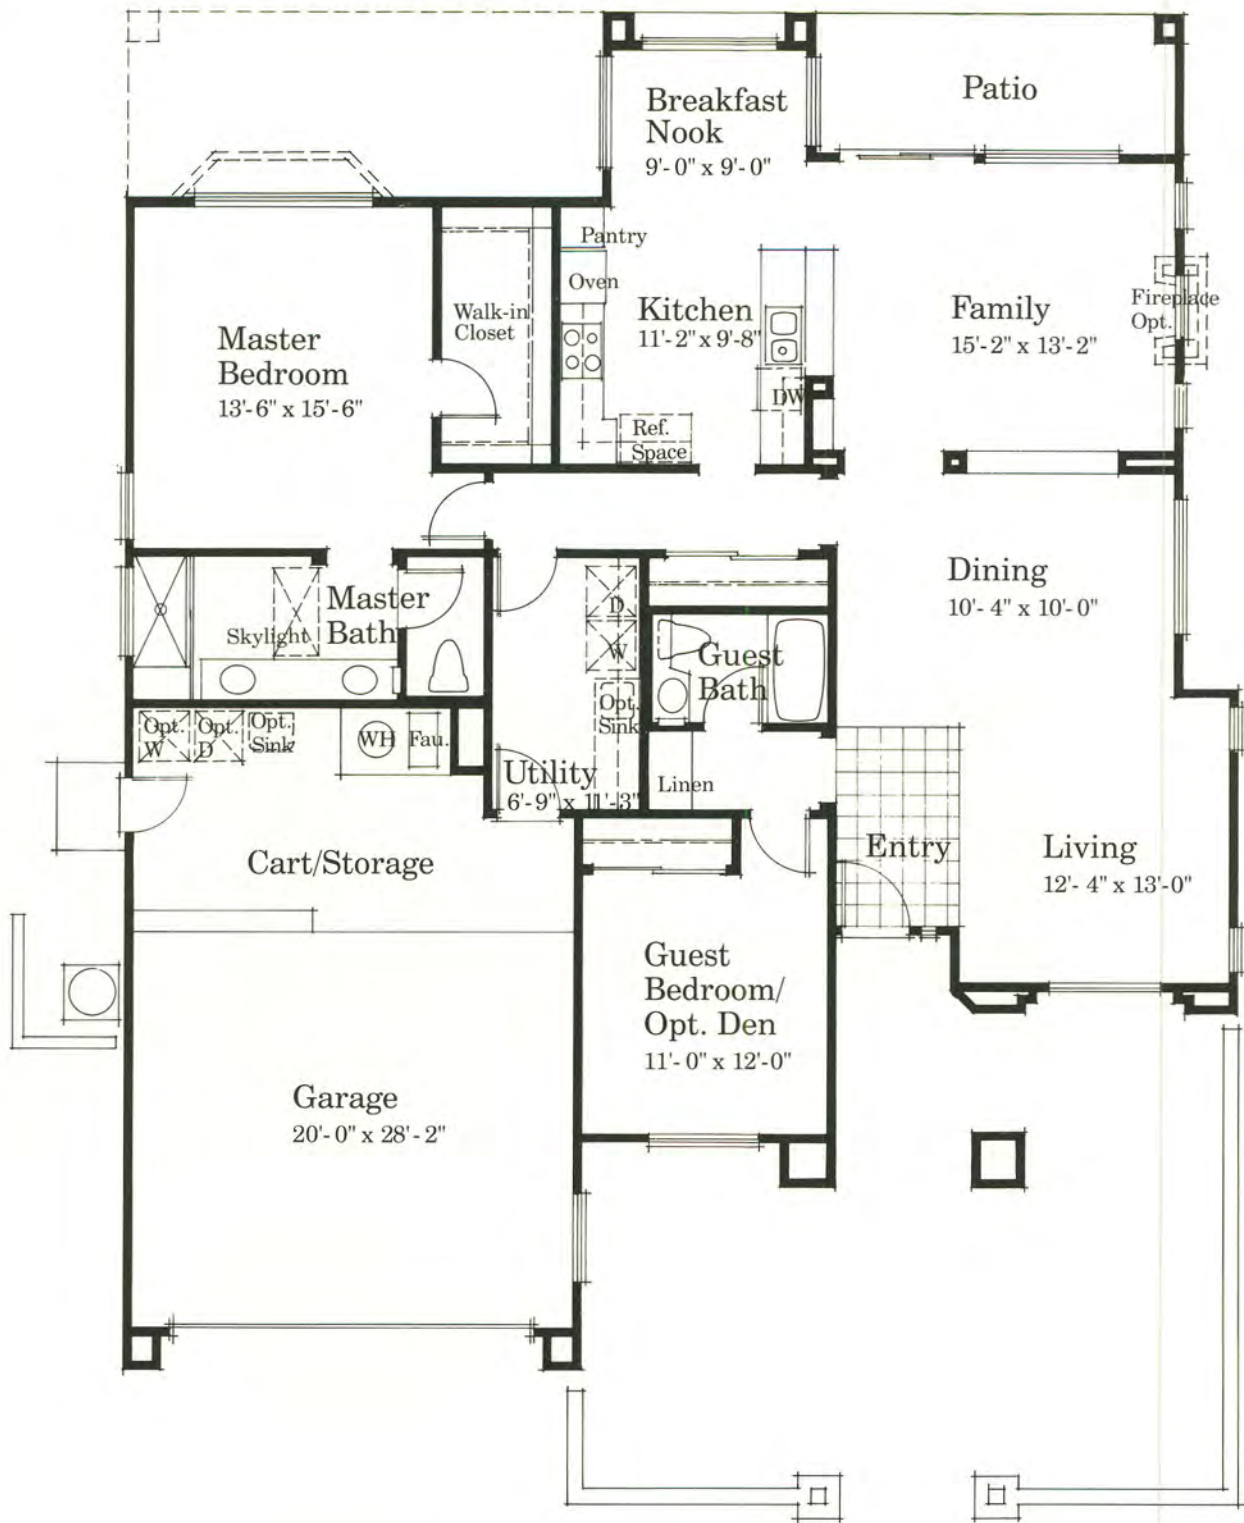 Breakfast
Nook
9'-0" x 9'-0"
Patio
Pantry
Oven
Kitchen
11'-2" x 9'-8"
Walk-in
Closet
Master
Bedroom
13'-6" x 15'-6"
Family
15'-2" x 13'-2"
Fireplace
Opt.
DW
Ref.
Space
Dining
10'-4" x 10'-0"
Master
Bath
Skylight
D
W
Opt.
Sink
Guest
Bath
Opt.
W
Opt.
D
Opt.
Sink
WH
Fau.
Utility
6'-9" x 11'-3"
Linen
Cart/Storage
Entry
Living
12'-4" x 13'-0"
Guest
Bedroom/
Opt. Den
11'-0" x 12'-0"
Garage
20'-0" x 28'-2"